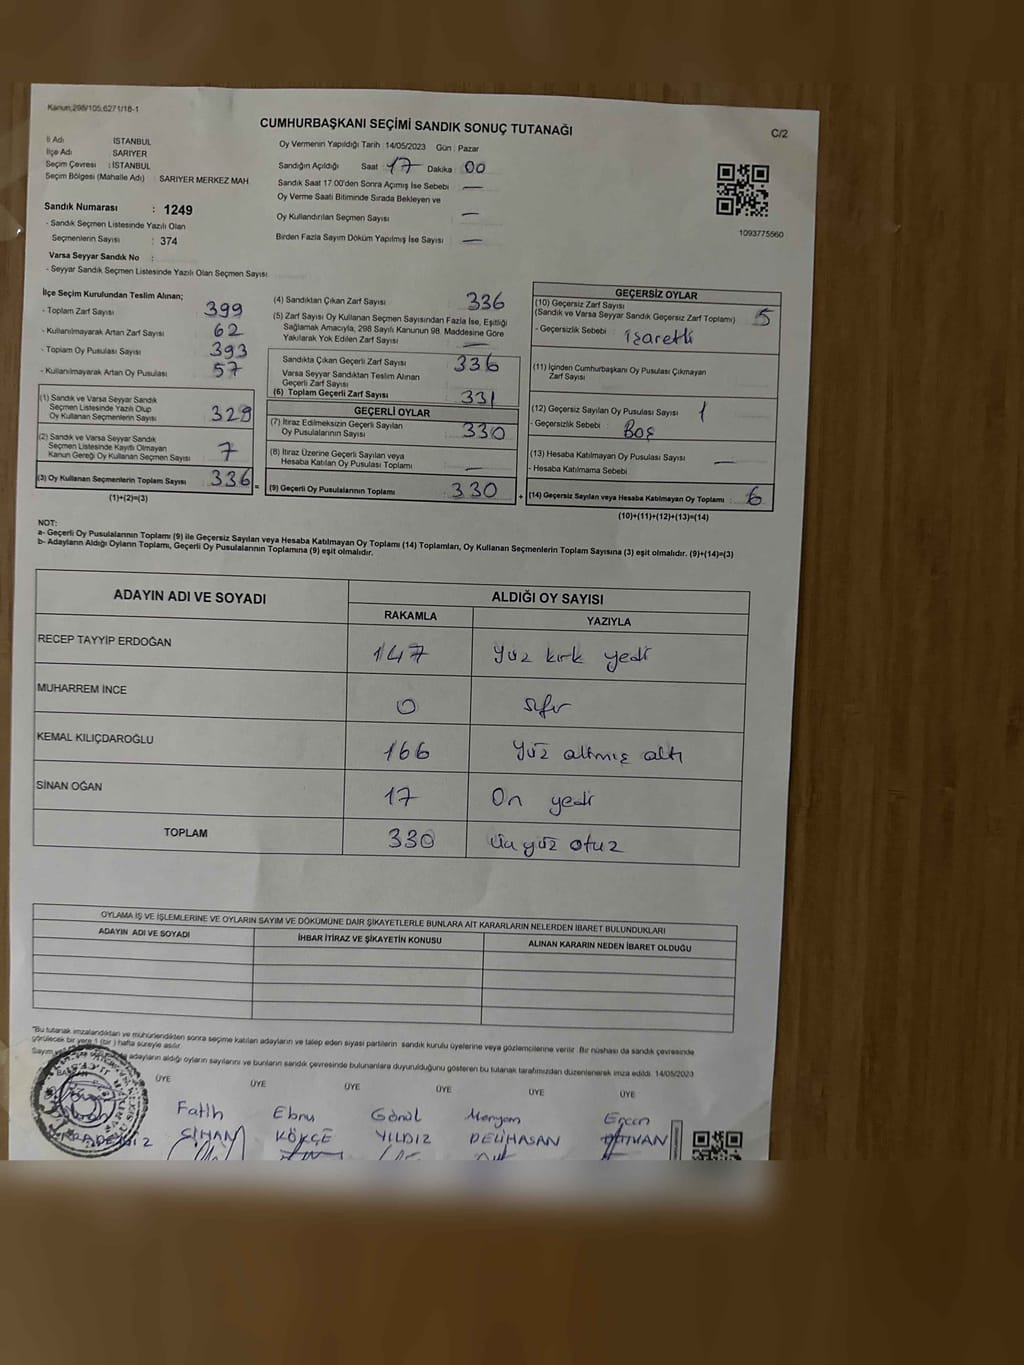 Kanun:298/105,6271/18-1
CUMHURBAŞKANI SEÇİMİ SANDIK SONUÇ TUTANAĞI
C/2
İl Adı İSTANBUL
İlçe Adı SARIYER
Seçim Çevresi : İSTANBUL
Seçim Bölgesi (Mahalle Adı) SARIYER MERKEZ MAH
Sandık Numarası : 1249
- Sandık Seçmen Listesinde Yazılı Olan
Seçmenlerin Sayısı : 374
Varsa Seyyar Sandık No :
- Seyyar Sandık Seçmen Listesinde Yazılı Olan Seçmen Sayısı
Oy Vermenin Yapıldığı Tarih : 14/05/2023 Gün : Pazar
Sandığın Açıldığı Saat : 17 Dakika : 00
Sandık Saat 17:00'den Sonra Açımış İse Sebebi —
Oy Verme Saati Bitiminde Sırada Bekleyen ve
Oy Kullandırılan Seçmen Sayısı —
Birden Fazla Sayım Döküm Yapılmış İse Sayısı —
1093775560
İlçe Seçim Kurulundan Teslim Alınan;
- Toplam Zarf Sayısı 399
- Kullanılmayarak Artan Zarf Sayısı 62
- Toplam Oy Pusulası Sayısı 393
- Kullanılmayarak Artan Oy Pusulası 57
(1) Sandık ve Varsa Seyyar Sandık
Seçmen Listesinde Yazılı Olup
Oy Kullanan Seçmenlerin Sayısı 329
(2) Sandık ve Varsa Seyyar Sandık
Seçmen Listesinde Kayıtlı Olmayan
Kanun Gereği Oy Kullanan Seçmen Sayısı 7
(3) Oy Kullanan Seçmenlerin Toplam Sayısı 336 =
(1)+(2)=(3)
(4) Sandıktan Çıkan Zarf Sayısı 336
(5) Zarf Sayısı Oy Kullanan Seçmen Sayısından Fazla İse, Eşitliği
Sağlamak Amacıyla, 298 Sayılı Kanunun 98. Maddesine Göre
Yakılarak Yok Edilen Zarf Sayısı : —
Sandıkta Çıkan Geçerli Zarf Sayısı 336
Varsa Seyyar Sandıktan Teslim Alınan
Geçerli Zarf Sayısı
(6) Toplam Geçerli Zarf Sayısı 331
GEÇERLİ OYLAR
(7) İtiraz Edilmeksizin Geçerli Sayılan
Oy Pusulalarının Sayısı 330
(8) İtiraz Üzerine Geçerli Sayılan veya
Hesaba Katılan Oy Pusulası Toplamı —
(9) Geçerli Oy Pusulalarının Toplamı 330 +
GEÇERSİZ OYLAR
(10) Geçersiz Zarf Sayısı
(Sandık ve Varsa Seyyar Sandık Geçersiz Zarf Toplamı) 5
- Geçersizlik Sebebi : işaretli
(11) İçinden Cumhurbaşkanı Oy Pusulası Çıkmayan
Zarf Sayısı
(12) Geçersiz Sayılan Oy Pusulası Sayısı 1
- Geçersizlik Sebebi : Boş
(13) Hesaba Katılmayan Oy Pusulası Sayısı —
- Hesaba Katılmama Sebebi
(14) Geçersiz Sayılan veya Hesaba Katılmayan Oy Toplamı : 6
(10)+(11)+(12)+(13)=(14)
NOT:
a- Geçerli Oy Pusulalarının Toplamı (9) ile Geçersiz Sayılan veya Hesaba Katılmayan Oy Toplamı (14) Toplamları, Oy Kullanan Seçmenlerin Toplam Sayısına (3) eşit olmalıdır. (9)+(14)=(3)
b- Adayların Aldığı Oyların Toplamı, Geçerli Oy Pusulalarının Toplamına (9) eşit olmalıdır.
ADAYIN ADI VE SOYADI ALDIĞI OY SAYISI
RAKAMLA YAZIYLA
RECEP TAYYİP ERDOĞAN 147 Yüz kırk yedi
MUHARREM İNCE 0 sıfır
KEMAL KILIÇDAROĞLU 166 Yüz altmış altı
SİNAN OĞAN 17 On yedi
TOPLAM 330 üç yüz otuz
OYLAMA İŞ VE İŞLEMLERİNE VE OYLARIN SAYIM VE DÖKÜMÜNE DAİR ŞİKAYETLERLE BUNLARA AİT KARARLARIN NELERDEN İBARET BULUNDUKLARI
ADAYIN ADI VE SOYADI İHBAR İTİRAZ VE ŞİKAYETİN KONUSU ALINAN KARARIN NEDEN İBARET OLDUĞU
"Bu tutanak imzalandıktan ve mühürlendikten sonra seçime katılan adayların ve talep eden siyasi partilerin sandık kurulu üyelerine veya gözlemcilerine verilir. Bir nüshası da sandık çevresinde
görülecek bir yere 1 (bir) hafta süreyle asılır.
Sayım adayların aldığı oyların sayılarını ve bunların sandık çevresinde bulunanlara duyurulduğunu gösteren bu tutanak tarafımızdan düzenlenerek imza edildi. 14/05/2023
ÜYE ÜYE ÜYE ÜYE ÜYE ÜYE
Fatih Ebru Gönül Meryem Ercan
SİHAN KÖKÇE YILDIZ DELİHASAN